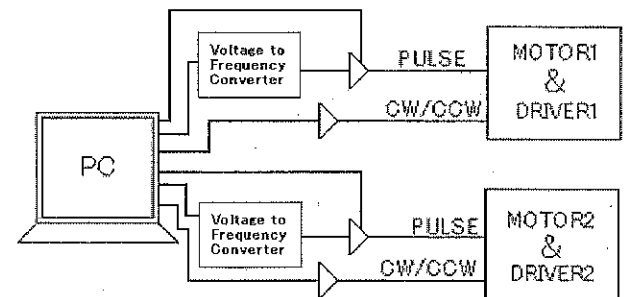 Voltage to
Frequency
Converter
PULSE
MOTOR1
&
DRIVER1
CW/CCW
PC
Voltage to
Frequency
Converter
PULSE
MOTOR2
&
DRIVER2
CW/CCW